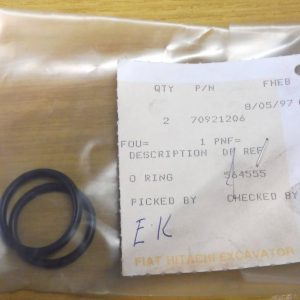 QTY P/N FHEB
8/05/97
2 70921206
FOU= 1 PNF=
DESCRIPTION DP REF
O RING 564555
PICKED BY CHECKED BY
EK
FIAT HITACHI EXCAVATOR